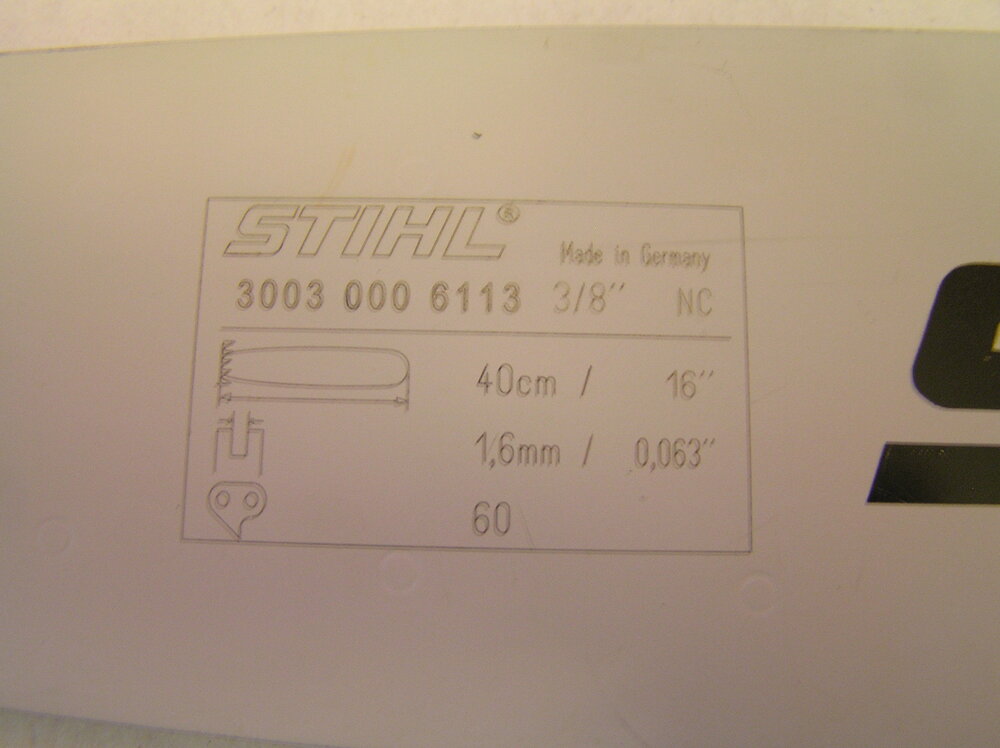 STIHL®
Made in Germany
3003 000 6113 3/8" NC
40cm / 16"
1,6mm / 0,063"
60